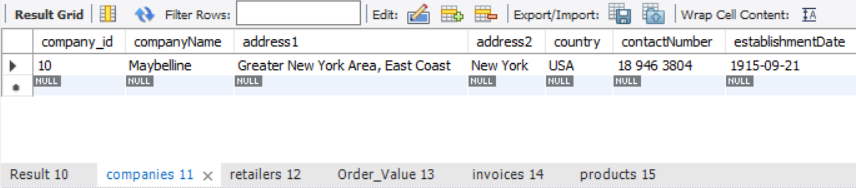 Result Grid Filter Rows: Edit: Export/Import: Wrap Cell Content: IA
company_id companyName address1 address2 country contactNumber establishmentDate
10 Maybelline Greater New York Area, East Coast New York USA 18 946 3804 1915-09-21
NULL NULL NULL NULL NULL NULL NULL
Result 10 companies 11 × retailers 12 Order_Value 13 invoices 14 products 15